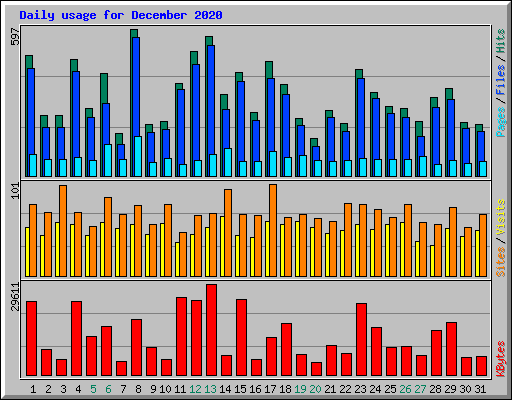 Daily usage for December 2020
597
Pages / Files / Hits
101
Sites / Visits
29611
KBytes
1 2 3 4 5 6 7 8 9 10 11 12 13 14 15 16 17 18 19 20 21 22 23 24 25 26 27 28 29 30 31